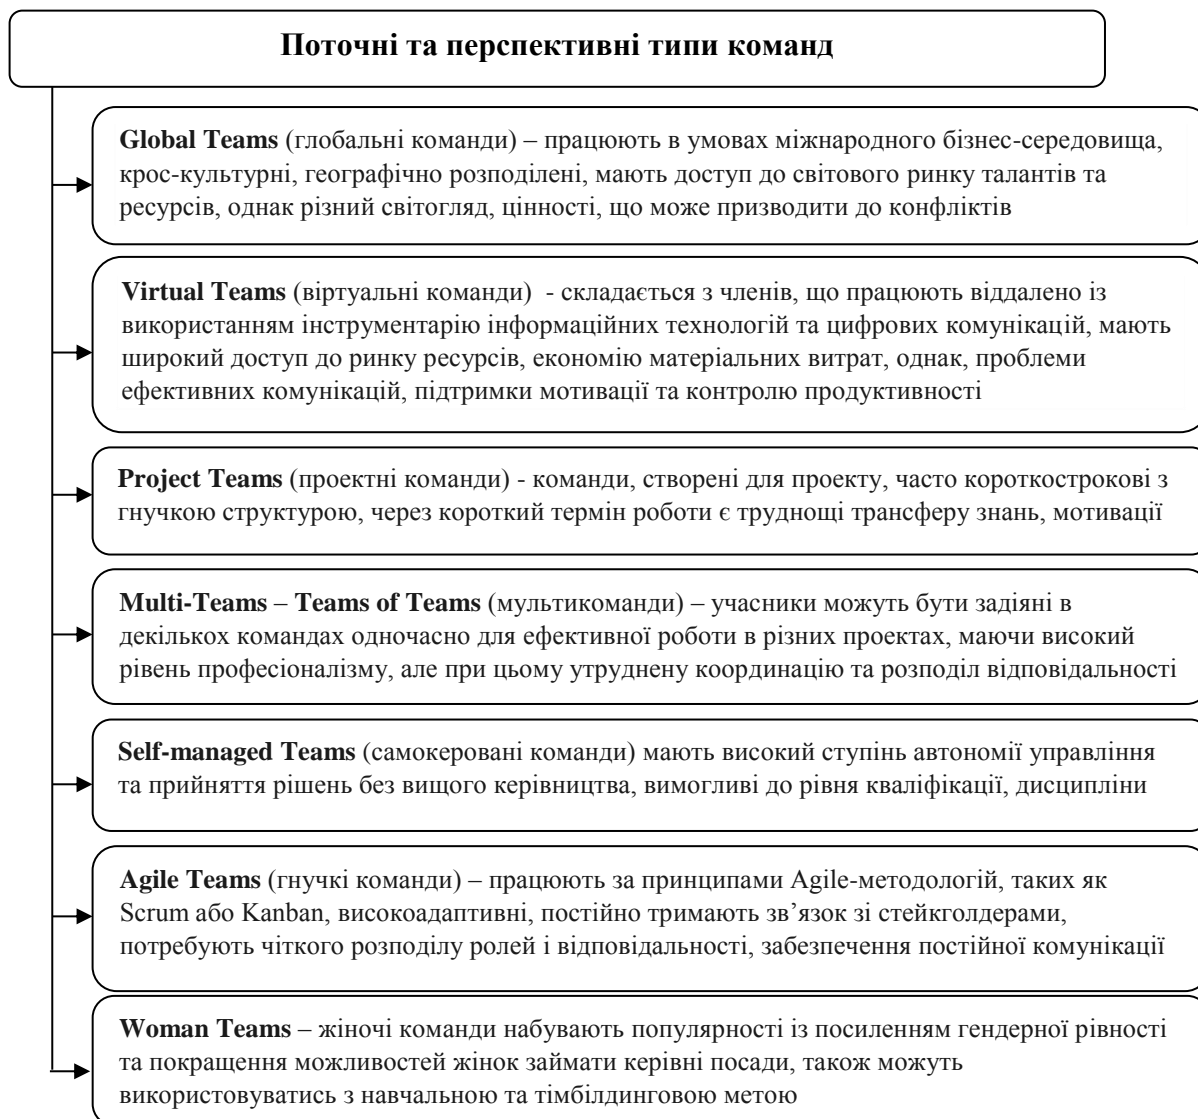 Поточні та перспективні типи команд
Global Teams (глобальні команди) – працюють в умовах міжнародного бізнес-середовища,
крос-культурні, географічно розподілені, мають доступ до світового ринку талантів та
ресурсів, однак різний світогляд, цінності, що може призводити до конфліктів
Virtual Teams (віртуальні команди) - складається з членів, що працюють віддалено із
використанням інструментарію інформаційних технологій та цифрових комунікацій, мають
широкий доступ до ринку ресурсів, економію матеріальних витрат, однак, проблеми
ефективних комунікацій, підтримки мотивації та контролю продуктивності
Project Teams (проектні команди) - команди, створені для проекту, часто короткострокові з
гнучкою структурою, через короткий термін роботи є труднощі трансферу знань, мотивації
Multi-Teams – Teams of Teams (мультикоманди) – учасники можуть бути задіяні в
декількох командах одночасно для ефективної роботи в різних проектах, маючи високий
рівень професіоналізму, але при цьому утруднену координацію та розподіл відповідальності
Self-managed Teams (самокеровані команди) мають високий ступінь автономії управління
та прийняття рішень без вищого керівництва, вимогливі до рівня кваліфікації, дисципліни
Agile Teams (гнучкі команди) – працюють за принципами Agile-методологій, таких як
Scrum або Kanban, високоадаптивні, постійно тримають зв’язок зі стейкголдерами,
потребують чіткого розподілу ролей і відповідальності, забезпечення постійної комунікації
Woman Teams – жіночі команди набувають популярності із посиленням гендерної рівності
та покращення можливостей жінок займати керівні посади, також можуть
використовуватись з навчальною та тімбілдинговою метою